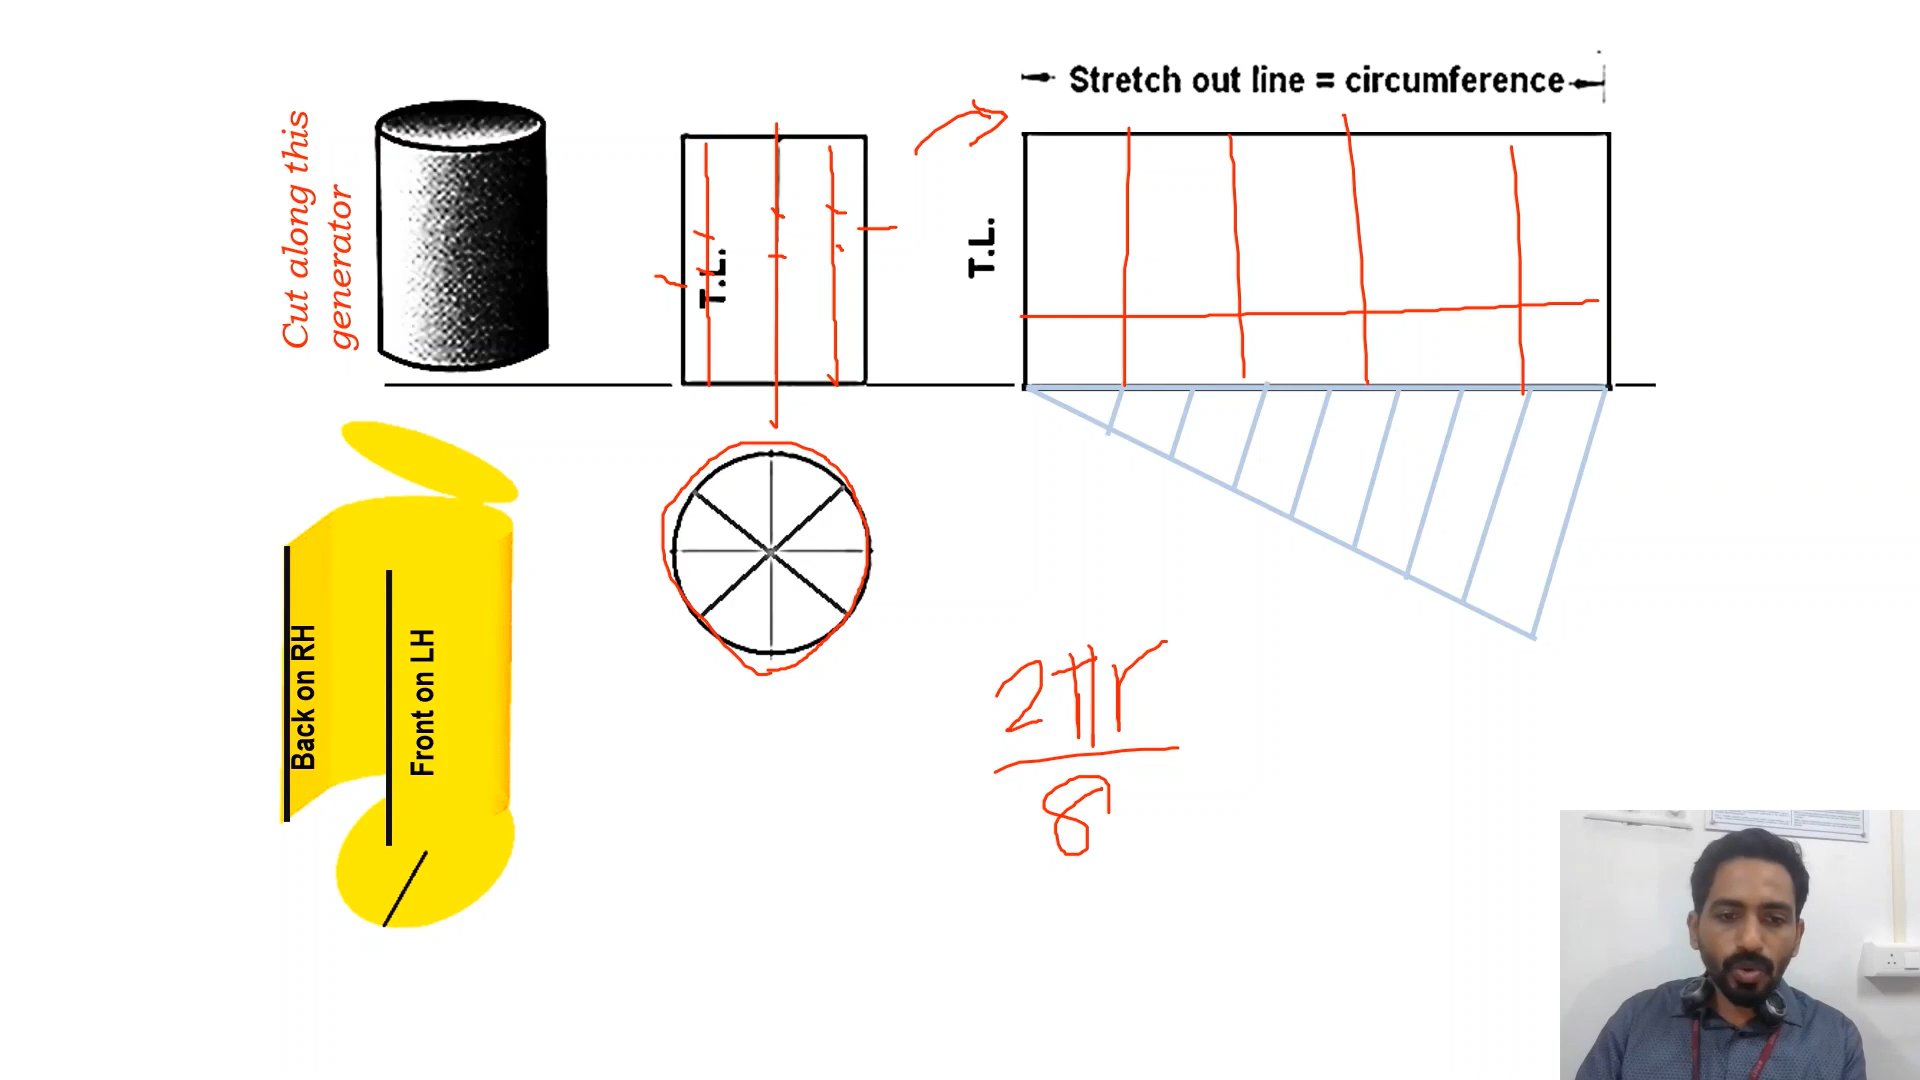 Stretch out line = circumference
Cut along this
generator
T.L.
T.L.
Back on RH
Front on LH
2πr
8